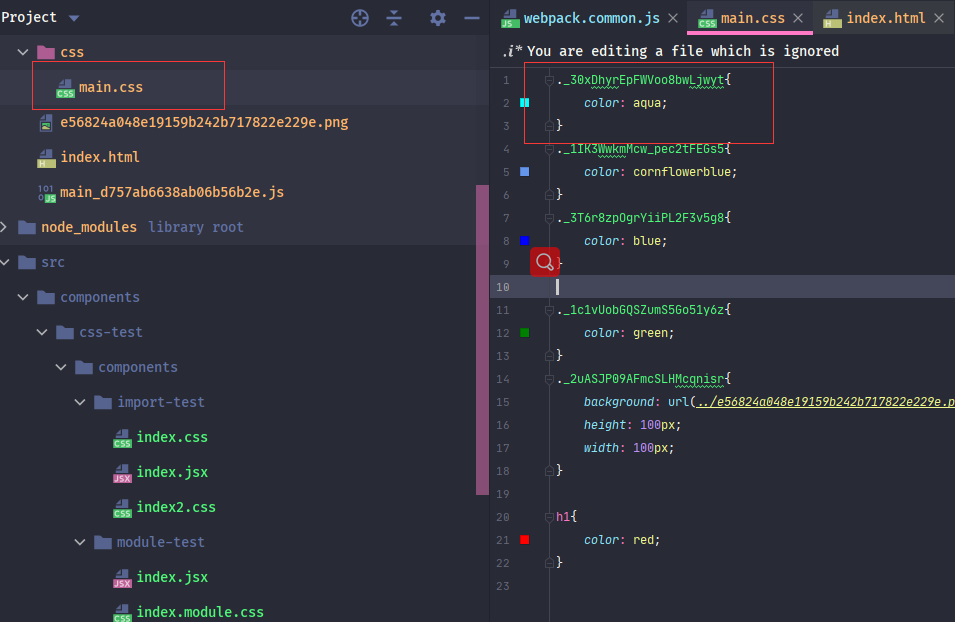 Project
css
main.css
e56824a048e19159b242b717822e229e.png
index.html
main_d757ab6638ab06b56b2e.js
node_modules library root
src
components
css-test
components
import-test
index.css
index.jsx
index2.css
module-test
index.jsx
index.module.css
webpack.common.js
main.css
index.html
.i* You are editing a file which is ignored
1 ._30xDhyrEpFWVoo8bwLjwyt{
2 color: aqua;
3 }
4 ._1IK3WwkmMcw_pec2tFEGs5{
5 color: cornflowerblue;
6 }
7 ._3T6r8zpOgrYiiPL2F3v5g8{
8 color: blue;
9 }
10
11 ._1c1vUobGQSZumS5Go51y6z{
12 color: green;
13 }
14 ._2uASJP09AFmcSLHMcqnisr{
15 background: url(../e56824a048e19159b242b717822e229e.p
16 height: 100px;
17 width: 100px;
18 }
19
20 h1{
21 color: red;
22 }
23